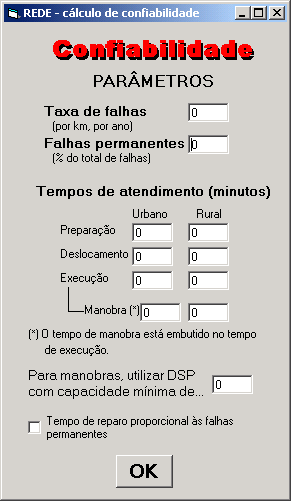 REDE - cálculo de confiabilidade
Confiabilidade
PARÂMETROS
Taxa de falhas 0
(por km, por ano)
Falhas permanentes 0
(% do total de falhas)
Tempos de atendimento (minutos)
Urbano Rural
Preparação 0 0
Deslocamento 0 0
Execução 0 0
Manobra (*) 0 0
(*) O tempo de manobra está embutido no tempo
de execução.
Para manobras, utilizar DSP
com capacidade mínima de... 0
Tempo de reparo proporcional às falhas
permanentes
OK